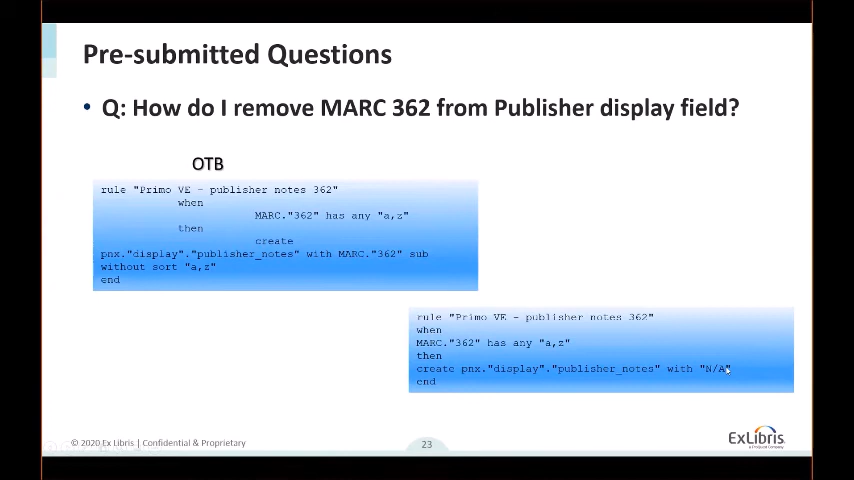 Pre-submitted Questions
• Q: How do I remove MARC 362 from Publisher display field?
OTB
rule "Primo VE - publisher notes 362"
when
MARC."362" has any "a,z"
then
create
pnx."display"."publisher_notes" with MARC."362" sub
without sort "a,z"
end
rule "Primo VE - publisher notes 362"
when
MARC."362" has any "a,z"
then
create pnx."display"."publisher_notes" with "N/A"
end
© 2020 Ex Libris | Confidential & Proprietary
23
ExLibris